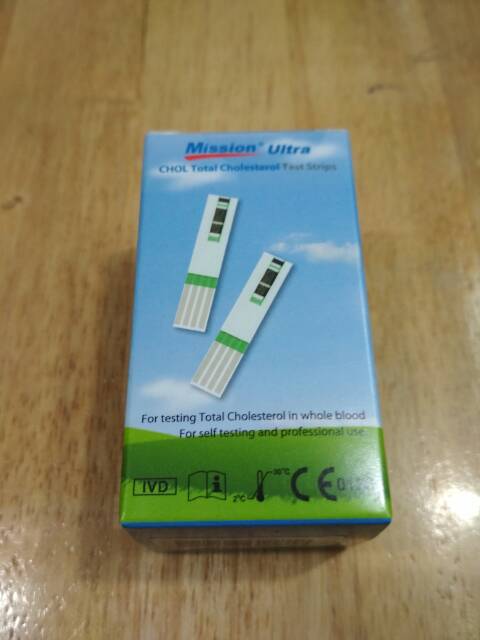 Mission® Ultra
CHOL Total Cholesterol Test Strips
For testing Total Cholesterol in whole blood
For self testing and professional use.
IVD
i
2°C
30°C
CE